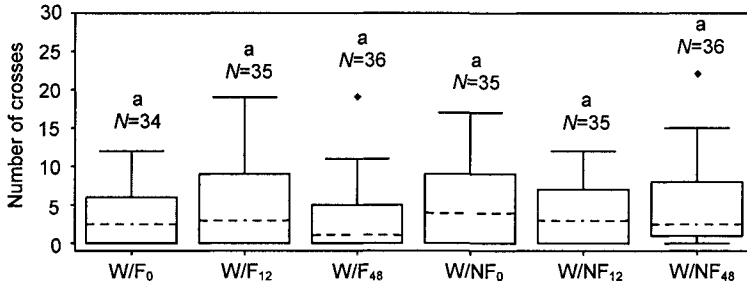 Number of crosses
30
25
20
15
10
5
0
a
N=34
a
N=35
a
N=36
a
N=35
a
N=35
a
N=36
W/F₀
W/F₁₂
W/F₄₈
W/NF₀
W/NF₁₂
W/NF₄₈